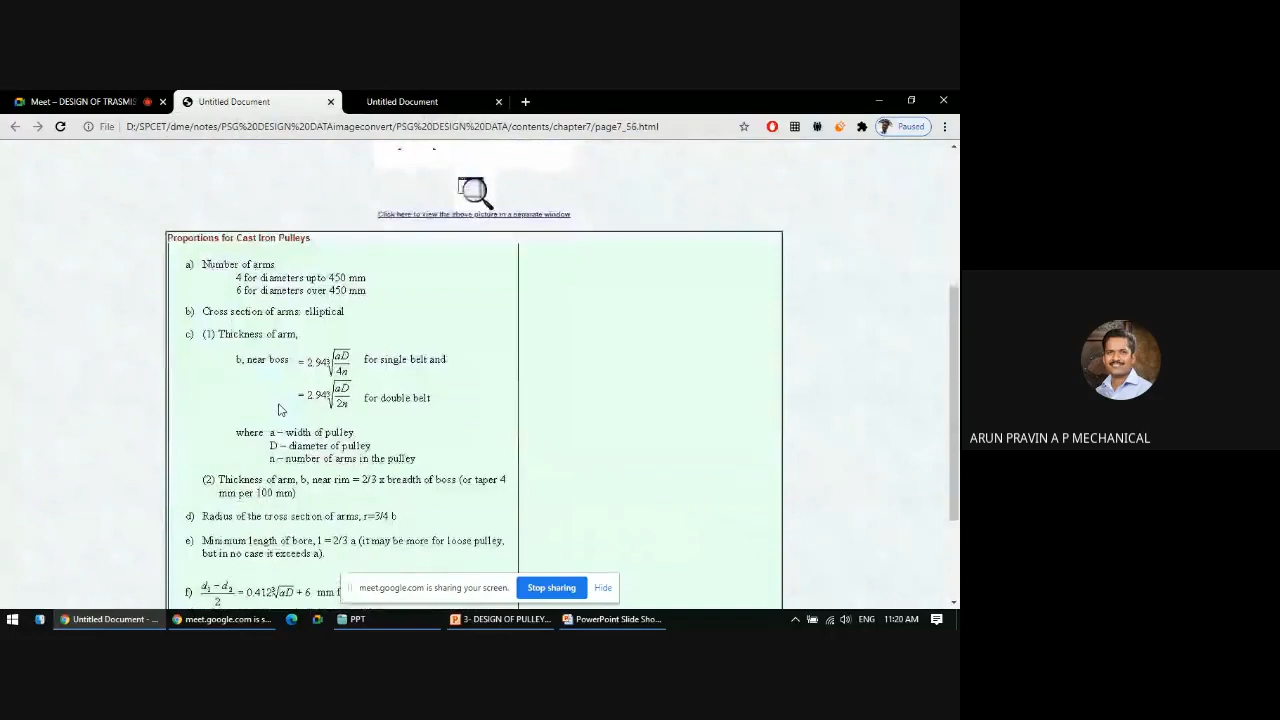 Meet – DESIGN OF TRASMIS
Untitled Document
Untitled Document
File
D:/SPCET/dme/notes/PSG%20DESIGN%20DATAimageconvert/PSG%20DESIGN%20DATA/contents/chapter7/page7_56.html
Paused
Click here to view the above picture in a separate window
Proportions for Cast Iron Pulleys
a) Number of arms
4 for diameters upto 450 mm
6 for diameters over 450 mm
b) Cross section of arms: elliptical
c) (1) Thickness of arm,
b, near boss = 2.94∛(aD/4n) for single belt and
= 2.94∛(aD/2n) for double belt
where a – width of pulley
D – diameter of pulley
n – number of arms in the pulley
(2) Thickness of arm, b, near rim = 2/3 x breadth of boss (or taper 4
mm per 100 mm)
d) Radius of the cross section of arms, r=3/4 b
e) Minimum length of bore, l = 2/3 a (it may be more for loose pulley,
but in no case it exceeds a).
f) (d₁ – d₂)/2 = 0.412∛aD + 6 mm f
meet.google.com is sharing your screen.
Stop sharing
Hide
ARUN PRAVIN A P MECHANICAL
Untitled Document - ...
meet.google.com is s...
PPT
3- DESIGN OF PULLEY...
PowerPoint Slide Sho...
ENG
11:20 AM